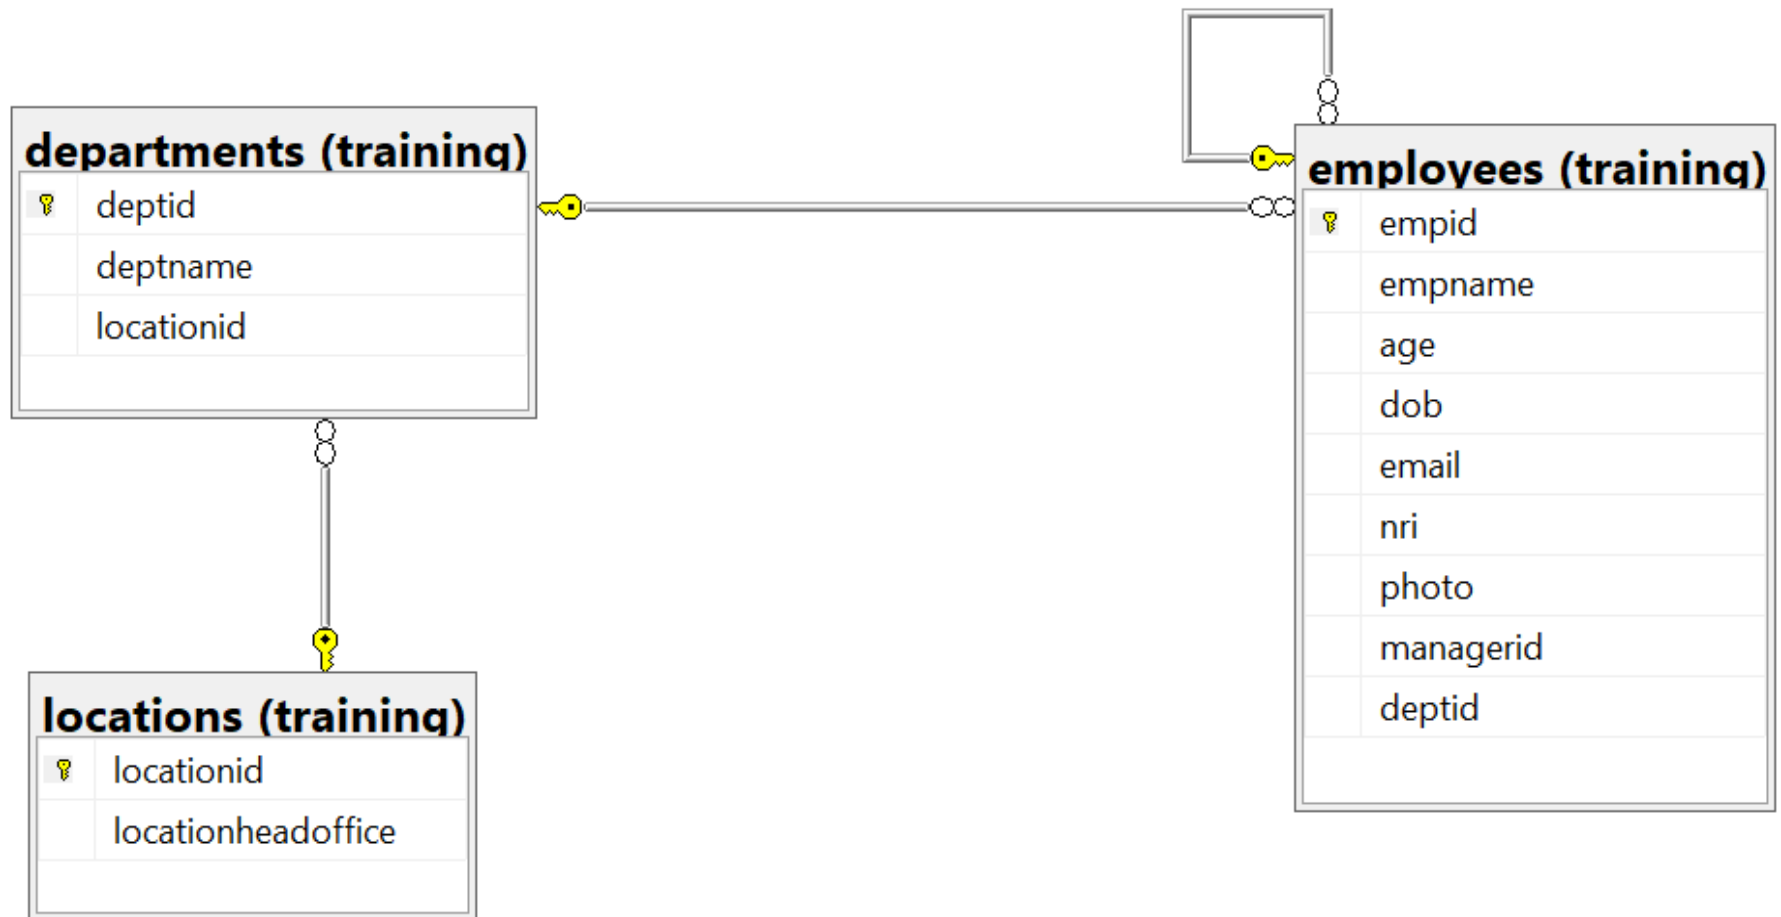 departments (training)
deptid
deptname
locationid
employees (training)
empid
empname
age
dob
email
nri
photo
managerid
deptid
locations (training)
locationid
locationheadoffice